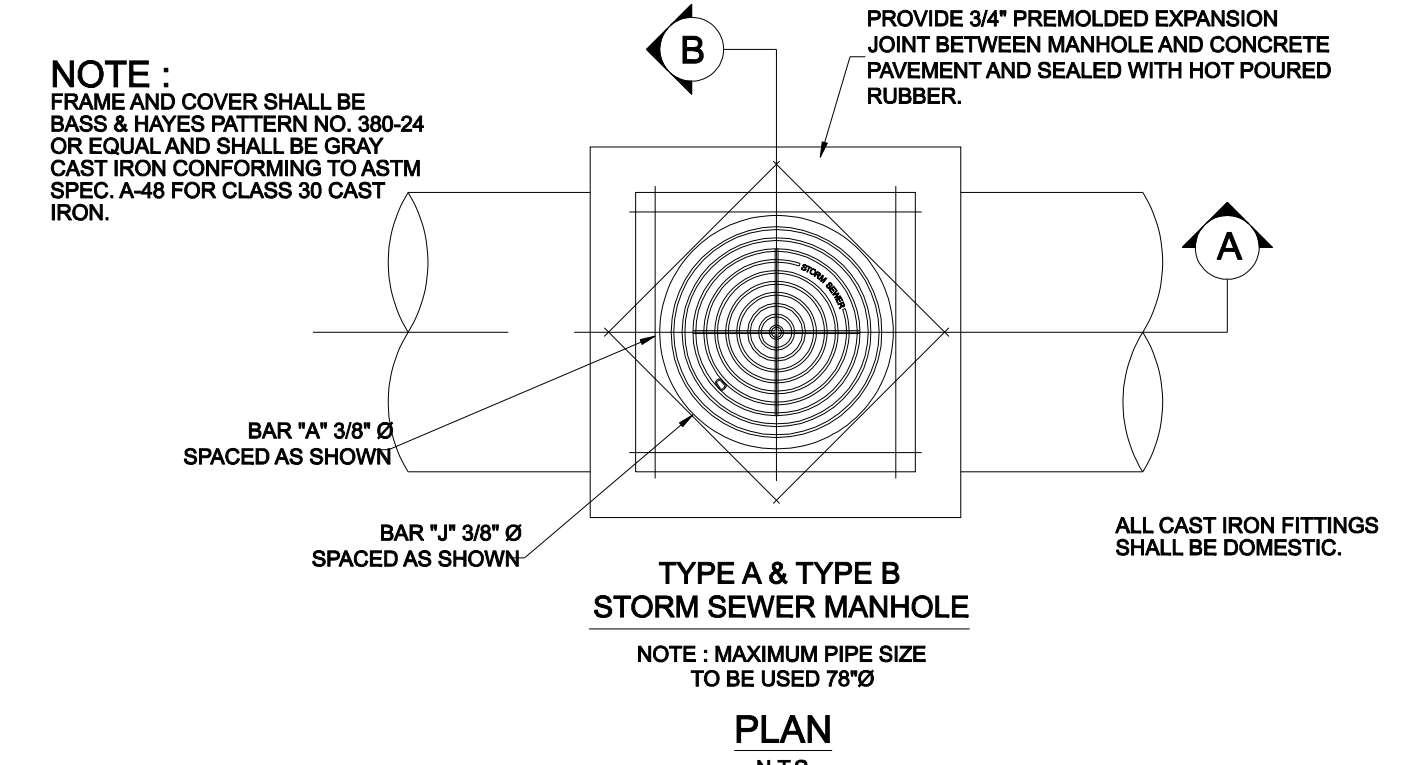 PROVIDE 3/4" PREMOLDED EXPANSION
JOINT BETWEEN MANHOLE AND CONCRETE
PAVEMENT AND SEALED WITH HOT POURED
RUBBER.
B
NOTE :
FRAME AND COVER SHALL BE
BASS & HAYES PATTERN NO. 380-24
OR EQUAL AND SHALL BE GRAY
CAST IRON CONFORMING TO ASTM
SPEC. A-48 FOR CLASS 30 CAST
IRON.
A
STORM SEWER
BAR "A" 3/8" Ø
SPACED AS SHOWN
BAR "J" 3/8" Ø
SPACED AS SHOWN
ALL CAST IRON FITTINGS
SHALL BE DOMESTIC.
TYPE A & TYPE B
STORM SEWER MANHOLE
NOTE : MAXIMUM PIPE SIZE
TO BE USED 78"Ø
PLAN
N.T.S.